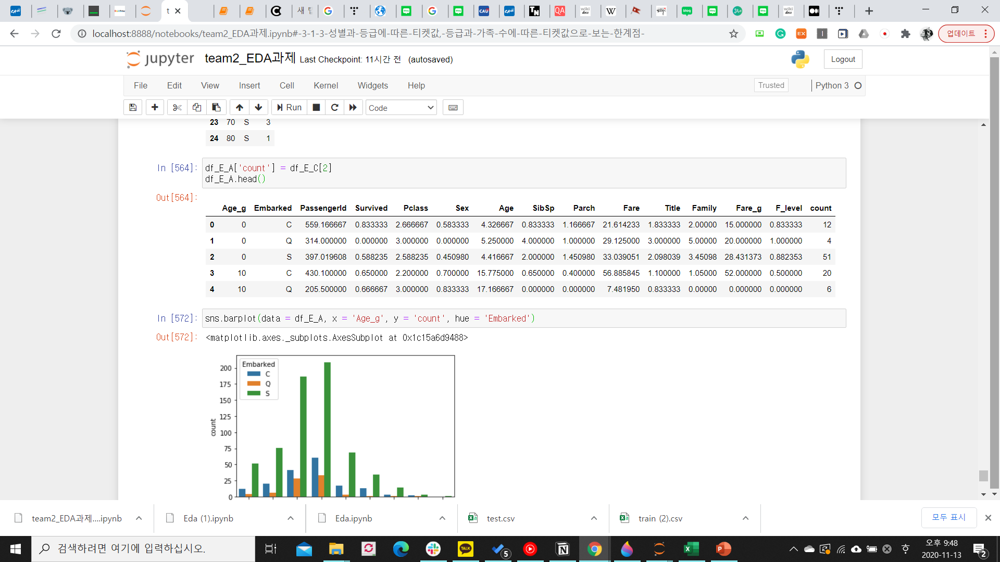 t
새 탭
localhost:8888/notebooks/team2_EDA과제.ipynb#-3-1-3-성별과-등급에-따른-티켓값,-등급과-가족-수에-따른-티켓값으로-보는-한계점-
업데이트
jupyter team2_EDA과제 Last Checkpoint: 11시간 전 (autosaved)
Logout
File Edit View Insert Cell Kernel Widgets Help
Trusted Python 3
Run Code
23 70 S 3
24 80 S 1
In [564]: df_E_A['count'] = df_E_C[2]
df_E_A.head()
Out[564]:
Age_g Embarked PassengerId Survived Pclass Sex Age SibSp Parch Fare Title Family Fare_g F_level count
0 0 C 559.166667 0.833333 2.666667 0.583333 4.326667 0.833333 1.166667 21.614233 1.833333 2.00000 15.000000 0.833333 12
1 0 Q 314.000000 0.000000 3.000000 0.000000 5.250000 4.000000 1.000000 29.125000 3.000000 5.00000 20.000000 1.000000 4
2 0 S 397.019608 0.588235 2.588235 0.450980 4.416667 2.000000 1.450980 33.039051 2.098039 3.45098 28.431373 0.882353 51
3 10 C 430.100000 0.650000 2.200000 0.700000 15.775000 0.650000 0.400000 56.885845 1.100000 1.05000 52.000000 0.500000 20
4 10 Q 205.500000 0.666667 3.000000 0.833333 17.166667 0.000000 0.000000 7.481950 0.833333 0.00000 0.000000 0.000000 6
In [572]: sns.barplot(data = df_E_A, x = 'Age_g', y = 'count', hue = 'Embarked')
Out[572]: <matplotlib.axes._subplots.AxesSubplot at 0x1c15a6d9488>
Embarked
C
Q
S
200
175
150
125
100
75
50
25
0
count
team2_EDA과제....ipynb
Eda (1).ipynb
Eda.ipynb
test.csv
train (2).csv
모두 표시
검색하려면 여기에 입력하십시오.
TALK
5
오후 9:48
2020-11-13
2